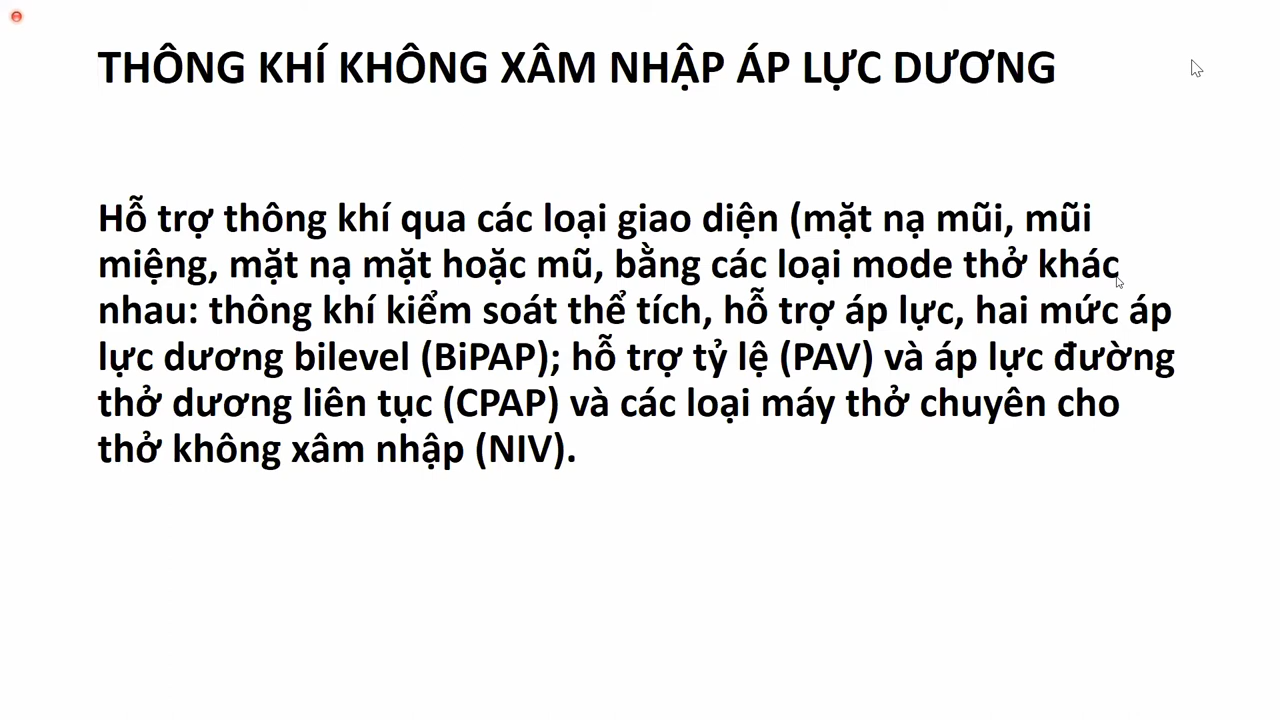 THÔNG KHÍ KHÔNG XÂM NHẬP ÁP LỰC DƯƠNG
Hỗ trợ thông khí qua các loại giao diện (mặt nạ mũi, mũi
miệng, mặt nạ mặt hoặc mũ, bằng các loại mode thở khác
nhau: thông khí kiểm soát thể tích, hỗ trợ áp lực, hai mức áp
lực dương bilevel (BiPAP); hỗ trợ tỷ lệ (PAV) và áp lực đường
thở dương liên tục (CPAP) và các loại máy thở chuyên cho
thở không xâm nhập (NIV).